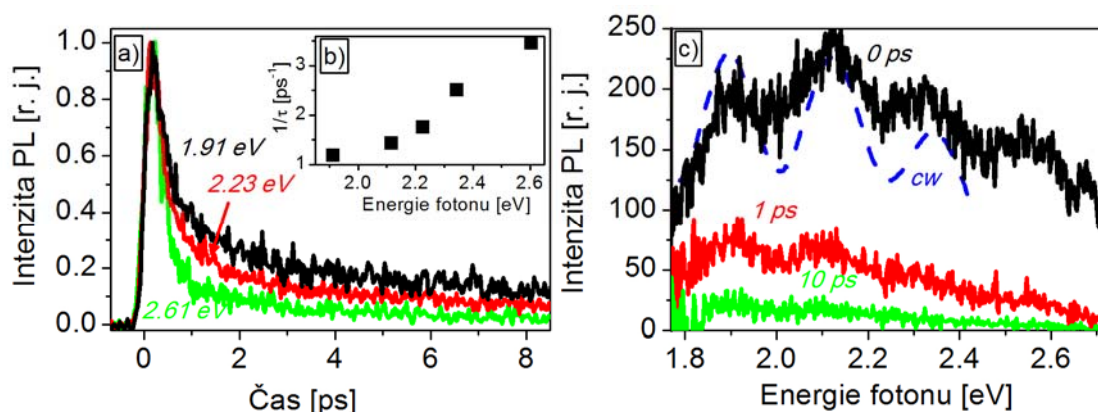 a)
Intenzita PL [r. j.]
1.0
0.8
0.6
0.4
0.2
0.0
1.91 eV
2.23 eV
2.61 eV
0 2 4 6 8
Čas [ps]
b)
1/τ [ps⁻¹]
3
2
1
2.0 2.2 2.4 2.6
Energie fotonu [eV]
c)
Intenzita PL [r. j.]
250
200
150
100
50
0
0 ps
cw
1 ps
10 ps
1.8 2.0 2.2 2.4 2.6
Energie fotonu [eV]